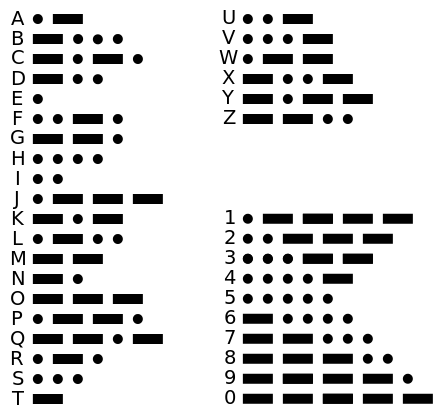 A • −
B − • • •
C − • − •
D − • •
E •
F • • − •
G − − •
H • • • •
I • •
J • − − −
K − • −
L • − • •
M − −
N − •
O − − −
P • − − •
Q − − • −
R • − •
S • • •
T −
U • • −
V • • • −
W • − −
X − • • −
Y − • − −
Z − − • •
1 • − − − −
2 • • − − −
3 • • • − −
4 • • • • −
5 • • • • •
6 − • • • •
7 − − • • •
8 − − − • •
9 − − − − •
0 − − − − −